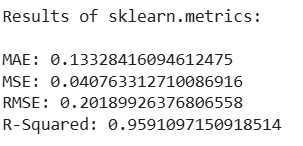 Results of sklearn.metrics:
MAE: 0.13328416094612475
MSE: 0.040763312710086916
RMSE: 0.20189926376806558
R-Squared: 0.9591097150918514